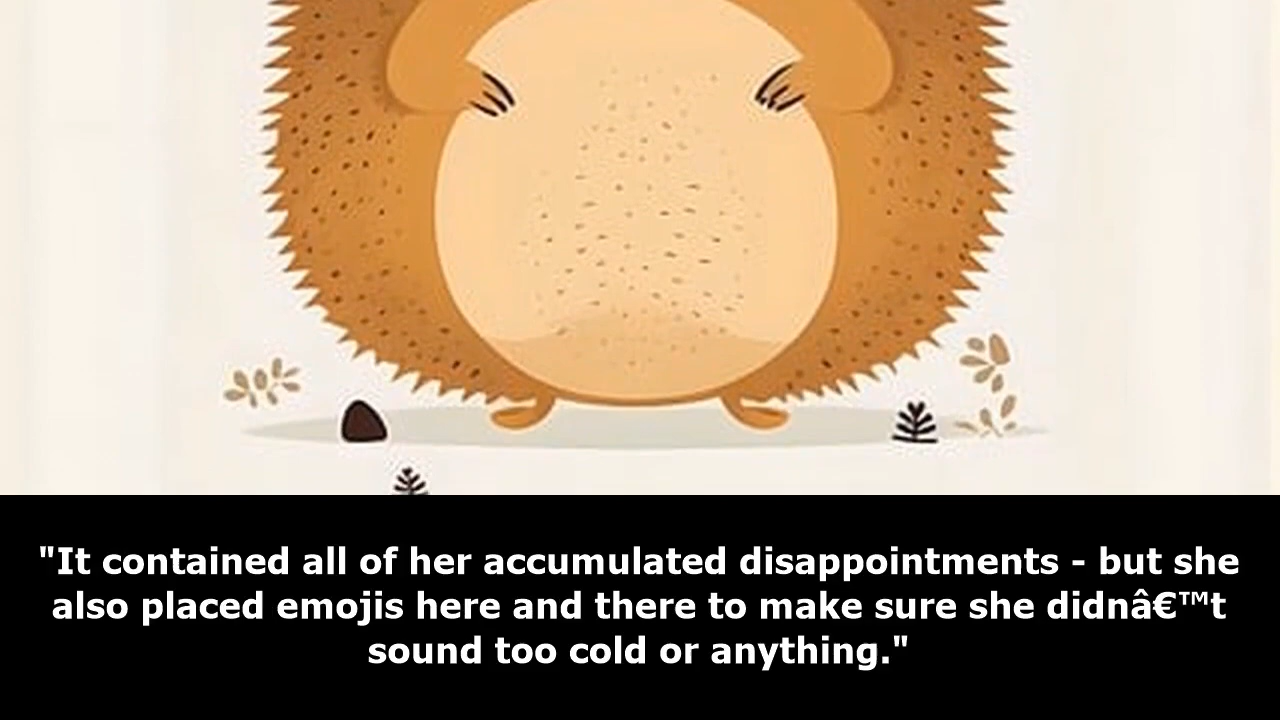 "It contained all of her accumulated disappointments - but she
also placed emojis here and there to make sure she didnâ€™t
sound too cold or anything."